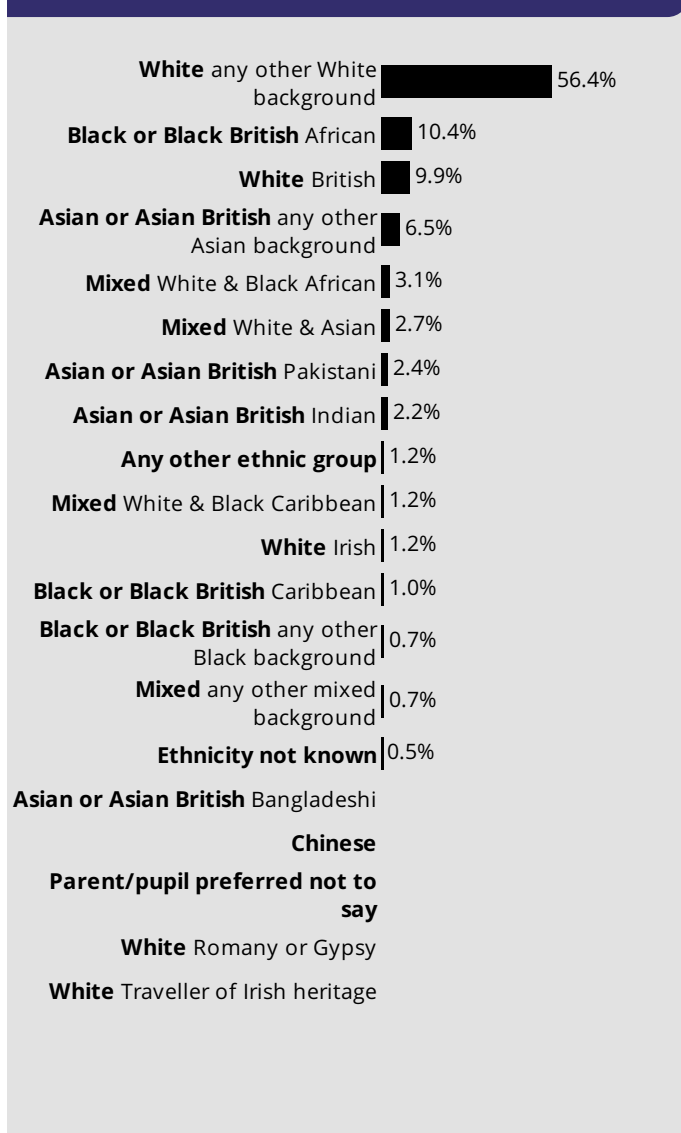 White any other White
background
56.4%
Black or Black British African 10.4%
White British 9.9%
Asian or Asian British any other
Asian background
6.5%
Mixed White & Black African 3.1%
Mixed White & Asian 2.7%
Asian or Asian British Pakistani 2.4%
Asian or Asian British Indian 2.2%
Any other ethnic group 1.2%
Mixed White & Black Caribbean 1.2%
White Irish 1.2%
Black or Black British Caribbean 1.0%
Black or Black British any other
Black background
0.7%
Mixed any other mixed
background
0.7%
Ethnicity not known 0.5%
Asian or Asian British Bangladeshi
Chinese
Parent/pupil preferred not to
say
White Romany or Gypsy
White Traveller of Irish heritage